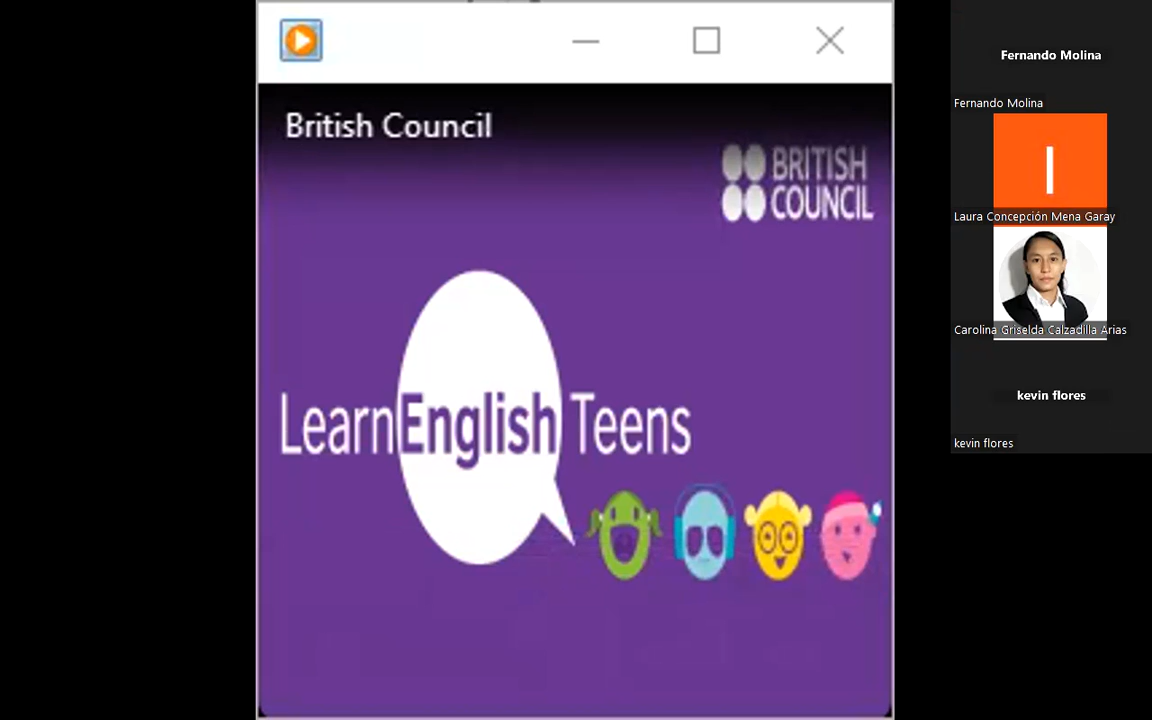 British Council
BRITISH
COUNCIL
LearnEnglish Teens
Fernando Molina
Fernando Molina
I
Laura Concepción Mena Garay
Carolina Griselda Calzadilla Arias
kevin flores
kevin flores